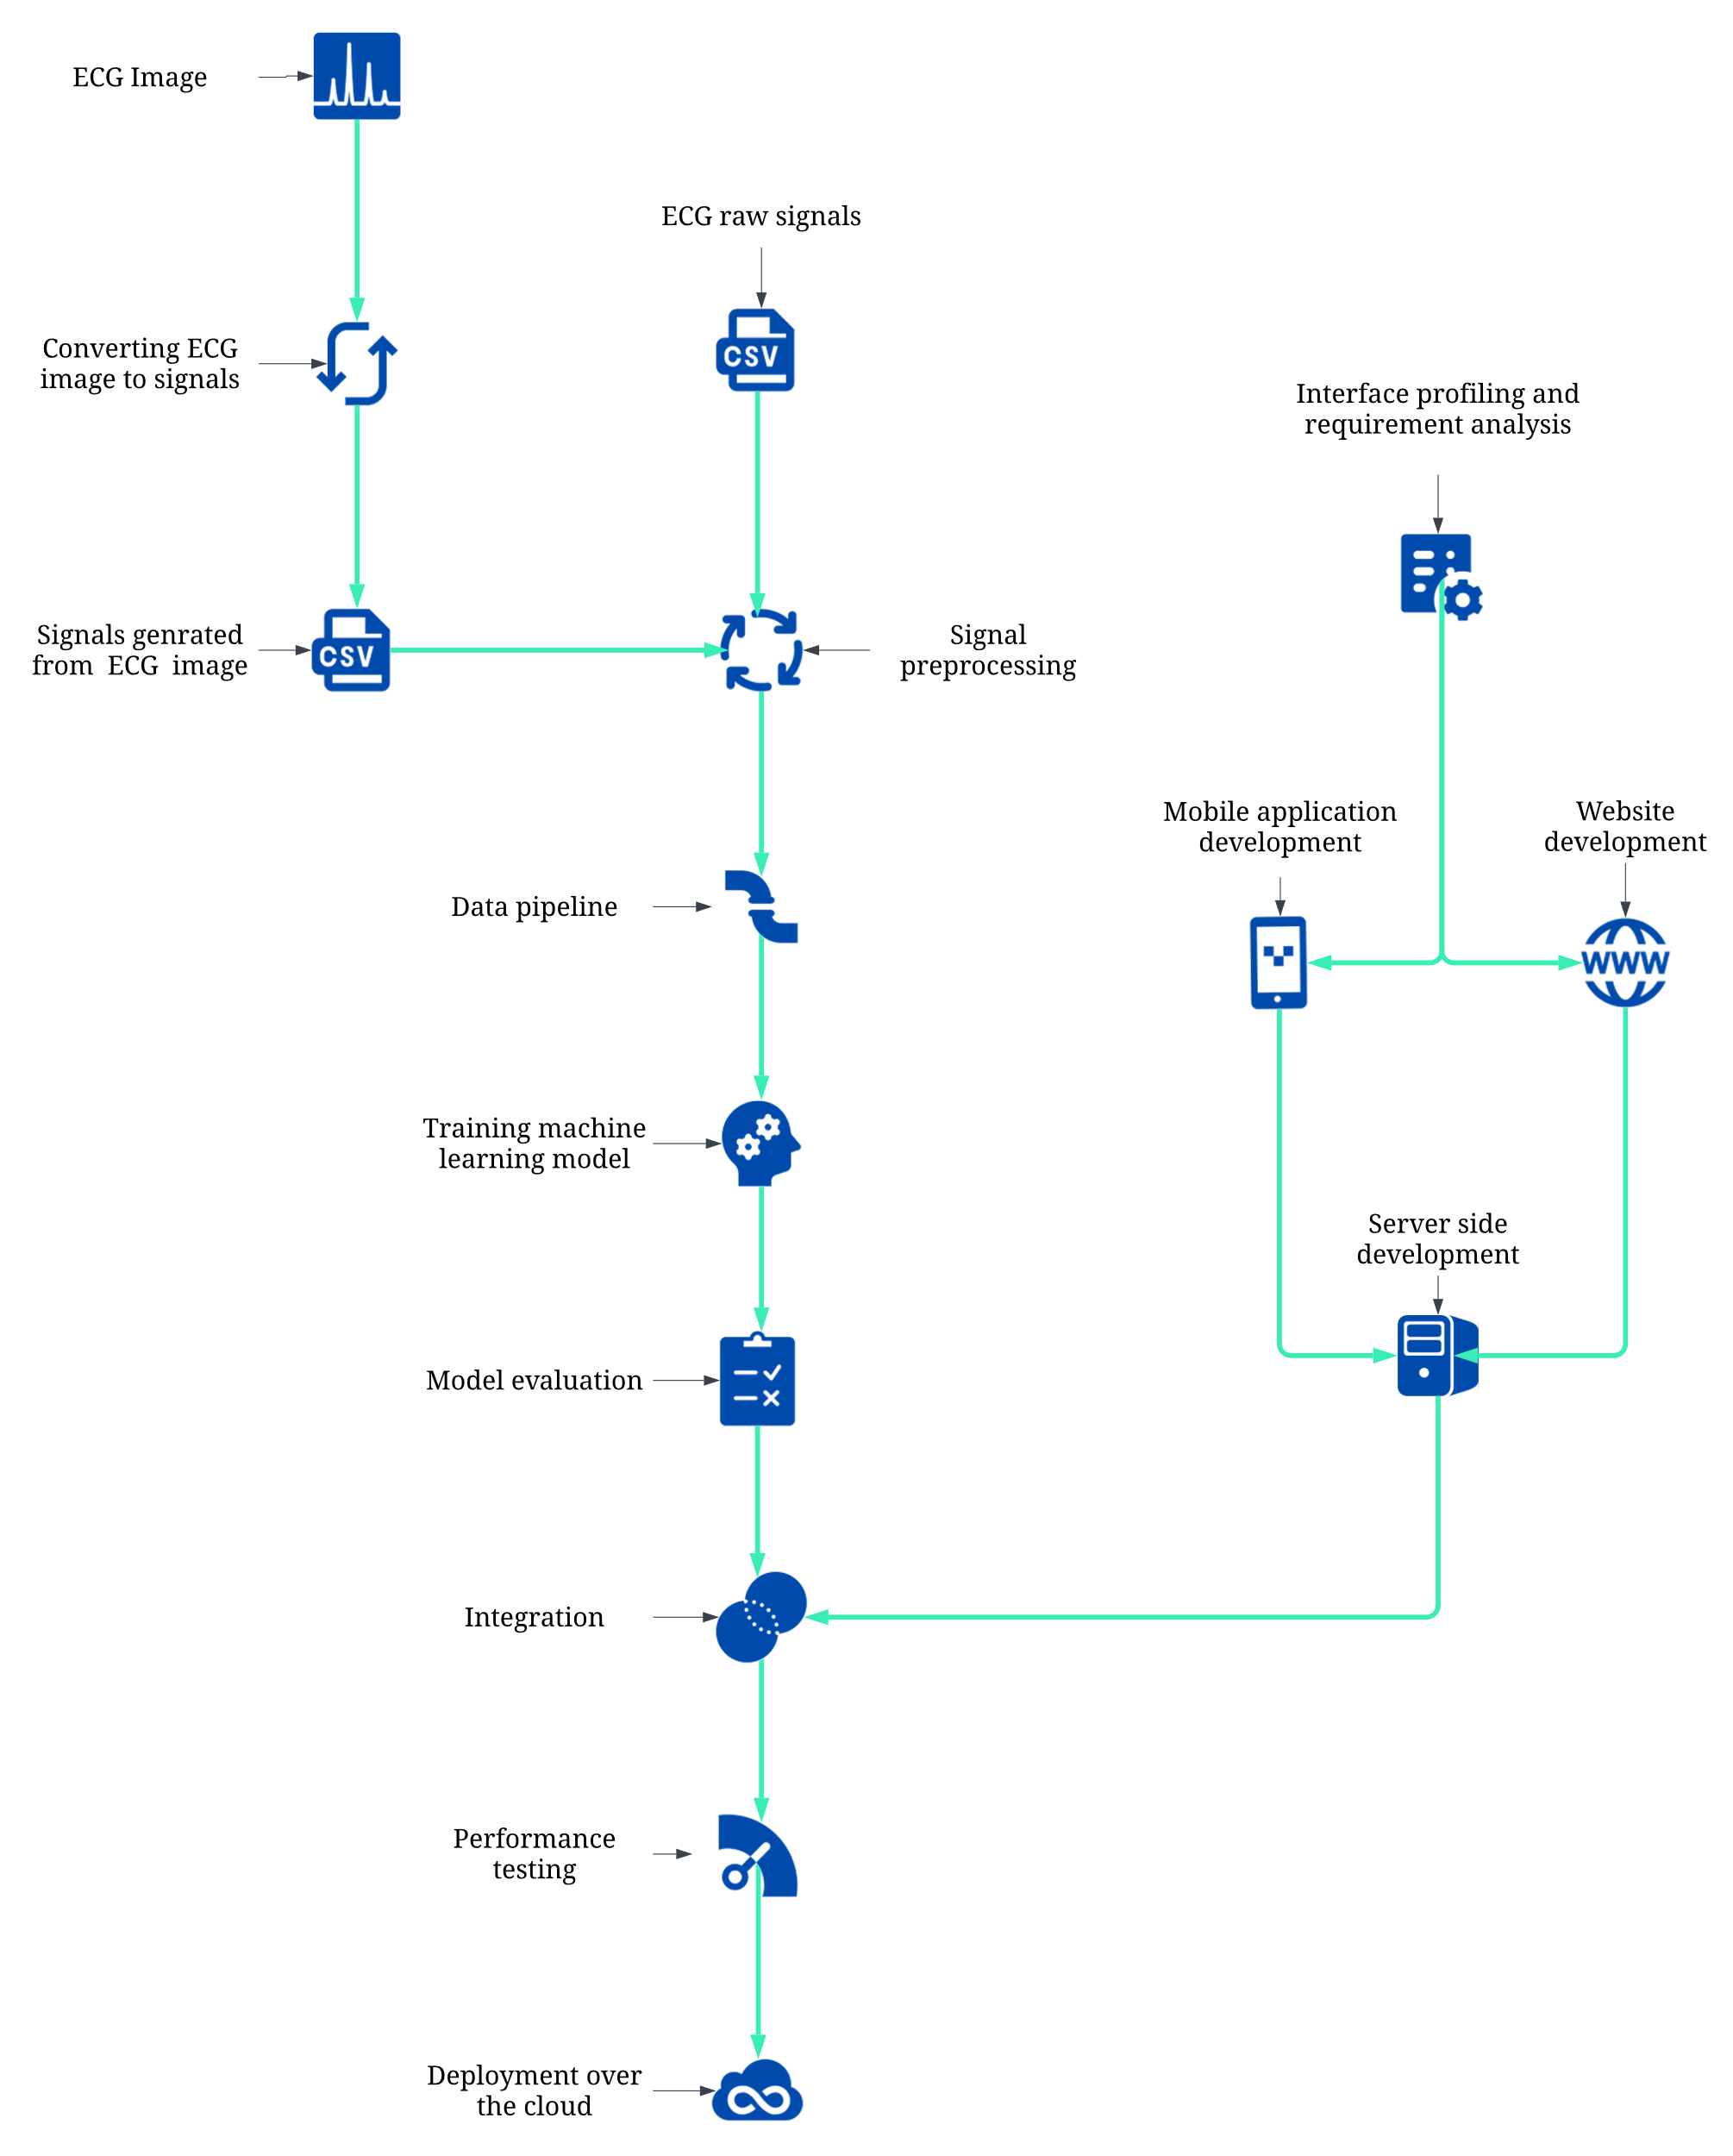 ECG Image
ECG raw signals
Converting ECG
image to signals
CSV
Interface profiling and
requirement analysis
Signals genrated
from  ECG  image
CSV
Signal
preprocessing
Mobile application
development
Website
development
Data pipeline
WWW
Training machine
learning model
Server side
development
Model evaluation
Integration
Performance
testing
Deployment over
the cloud